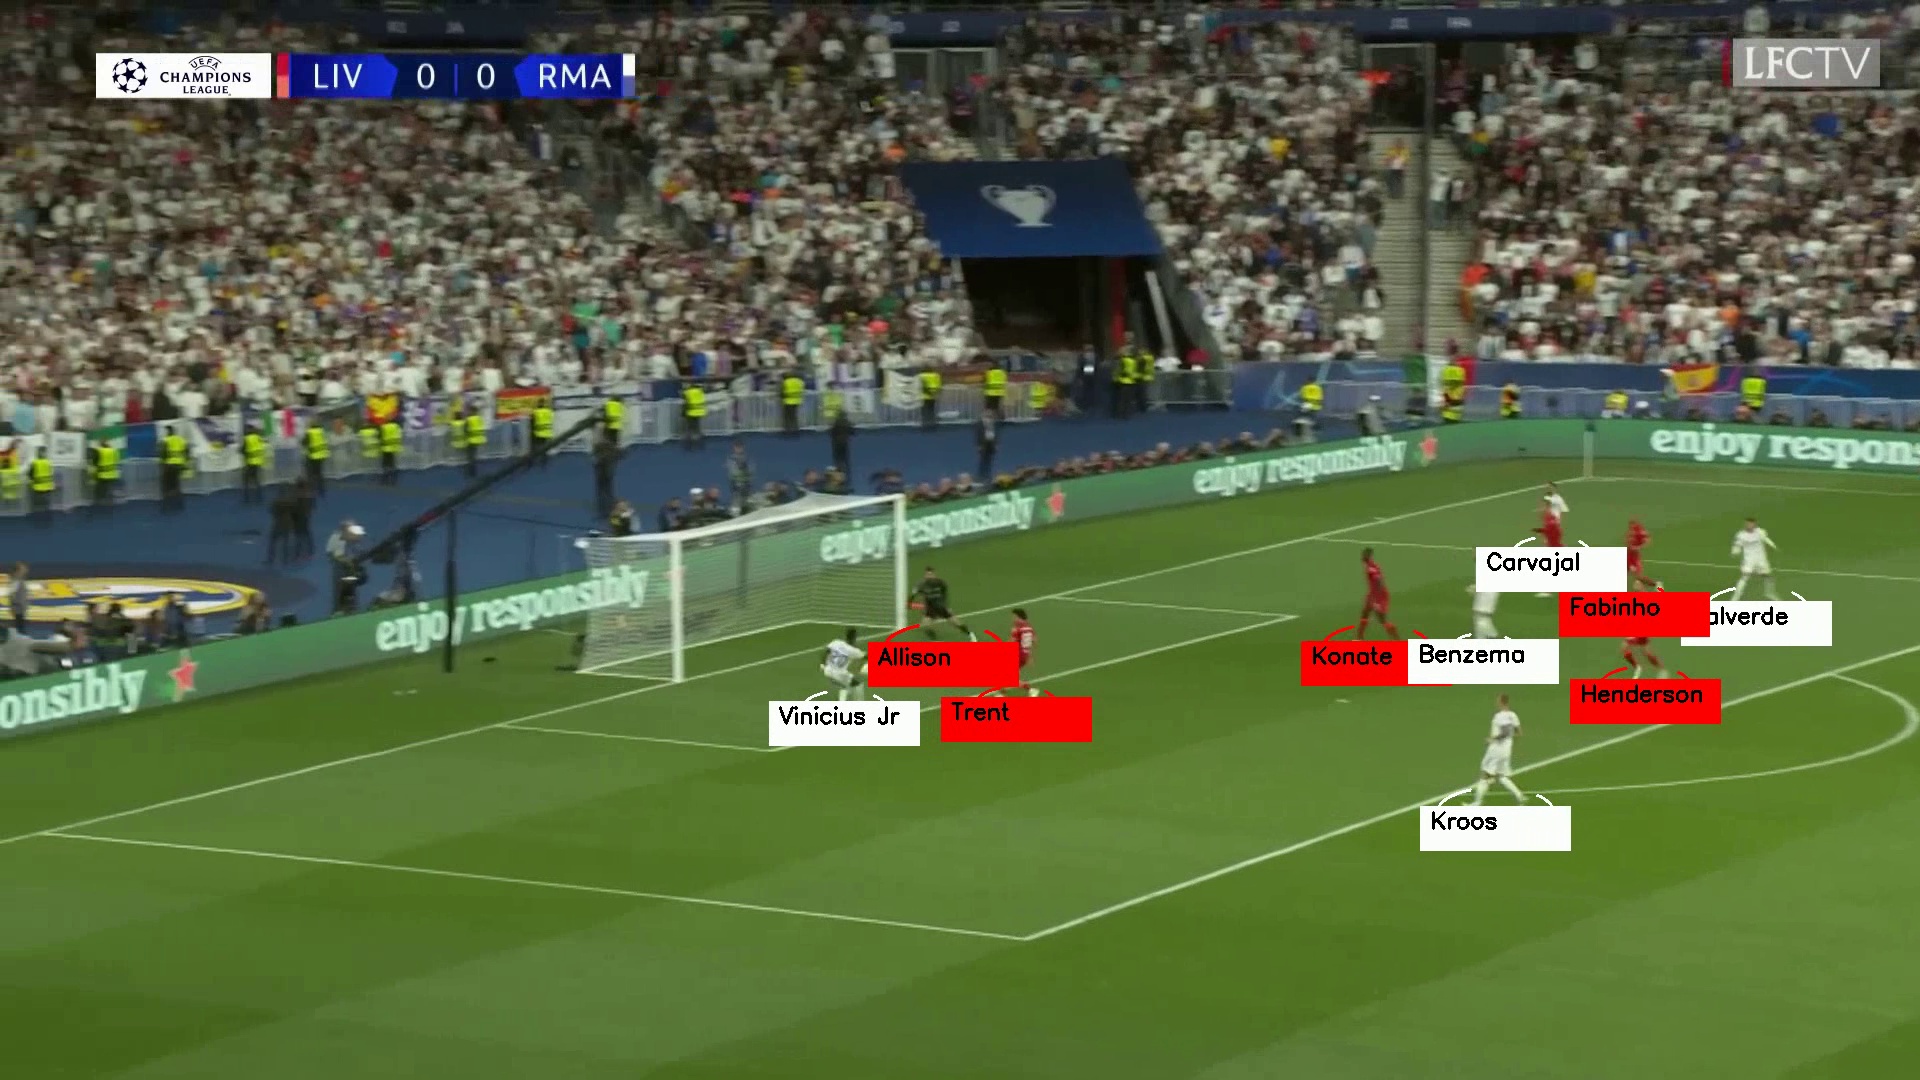 UEFA
CHAMPIONS
LEAGUE
LIV 0 | 0 RMA
LFCTV
enjoy responsibly
enjoy responsibly
enjoy respons
enjoy responsibly
onsibly
Carvajal
Fabinho
alverde
Allison
Konate
Benzema
Henderson
Vinicius Jr
Trent
Kroos